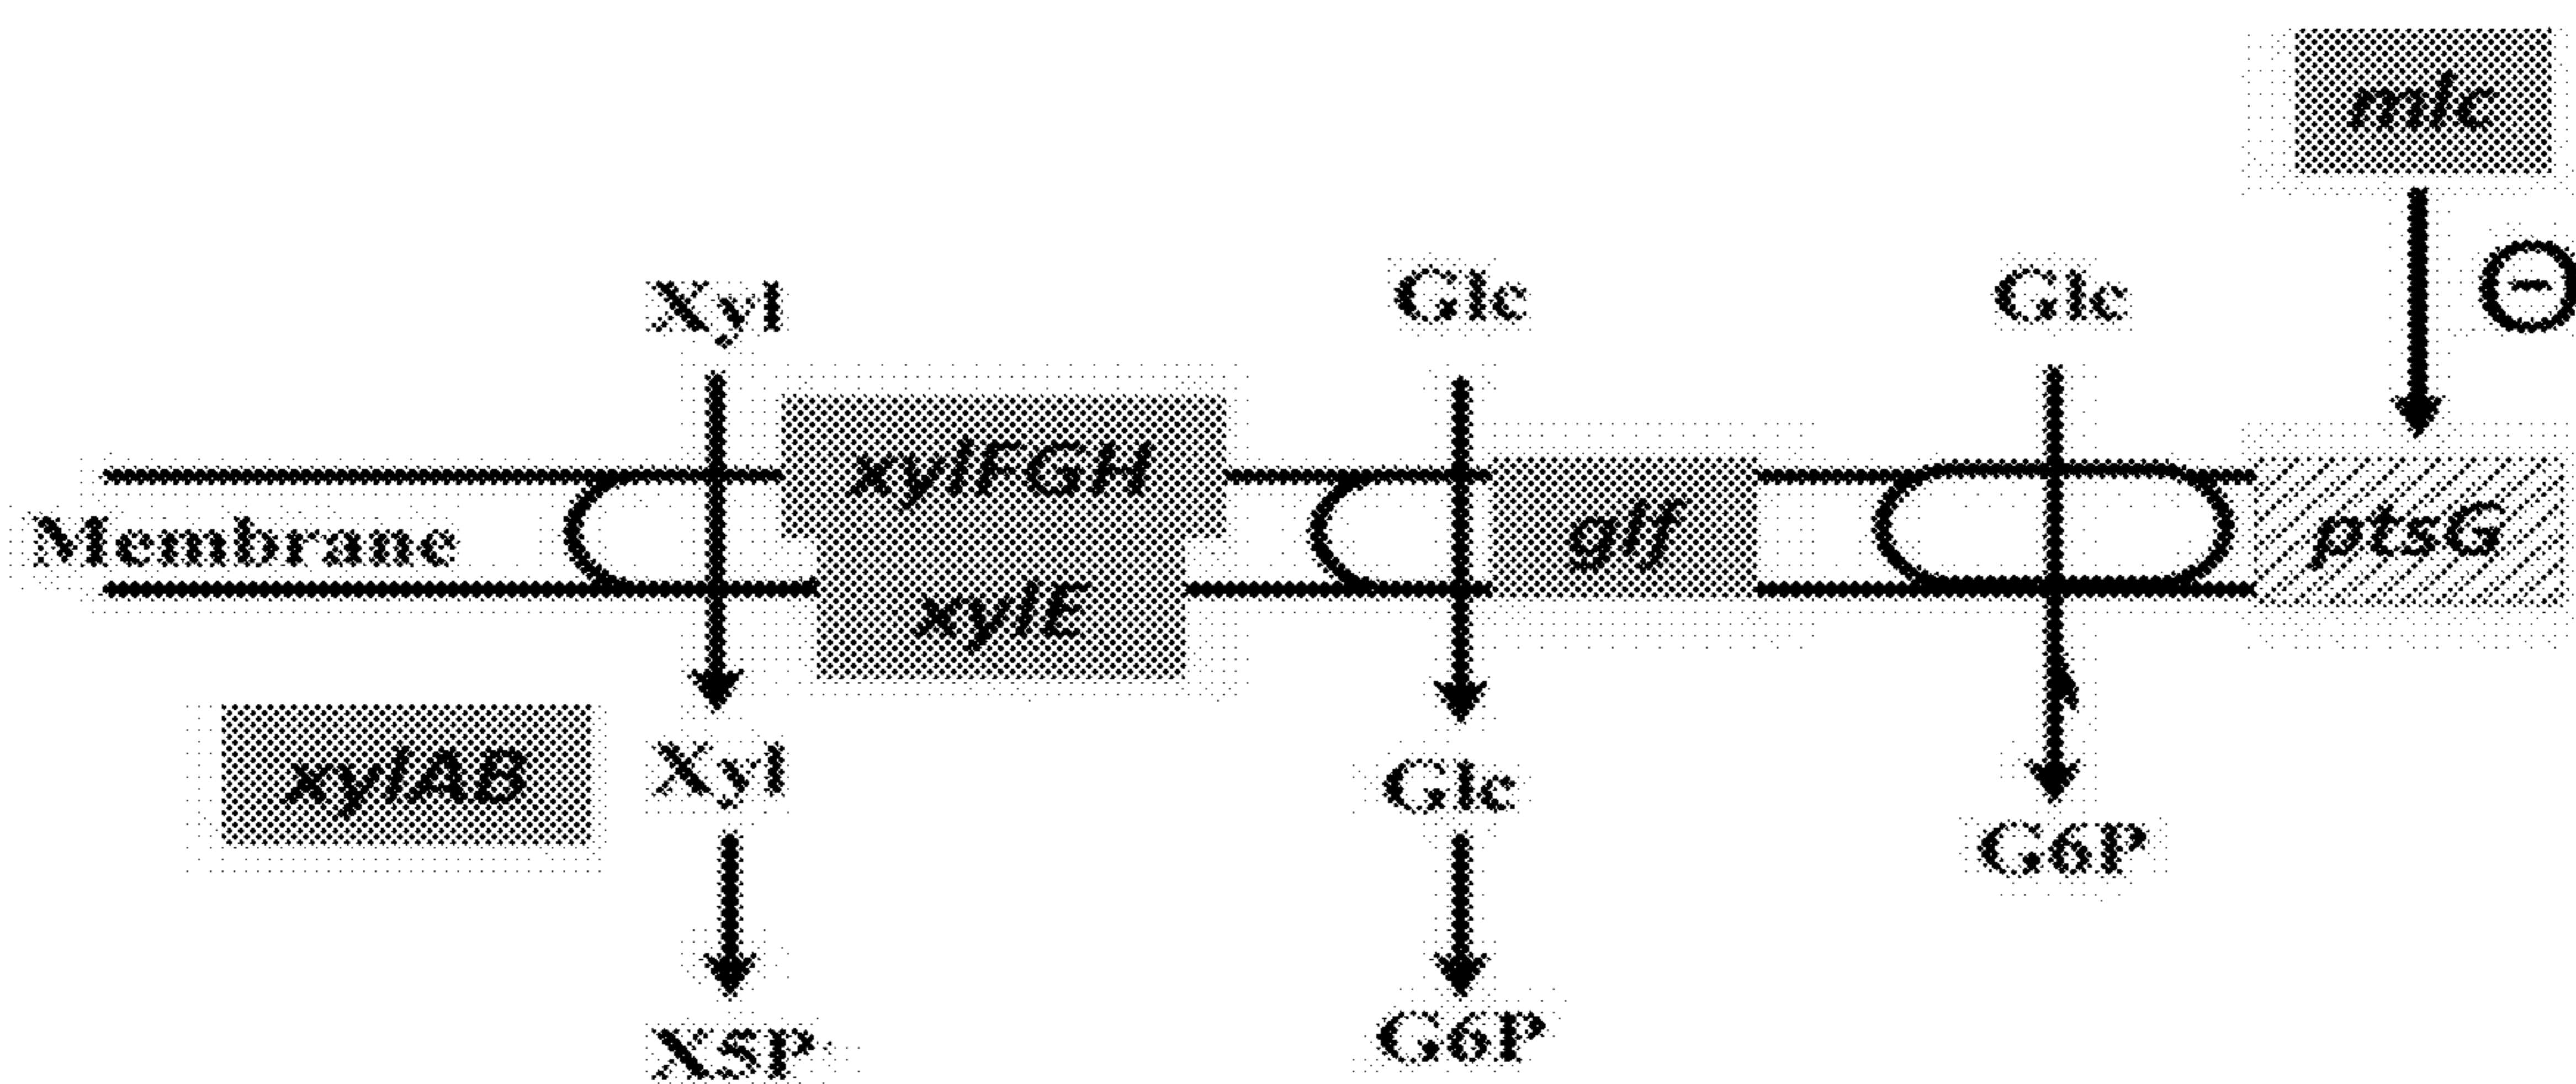 mlc
Xyl
Glc
Glc
⊖
xylFGH
Membrane
glf
ptsG
xylE
xylAB
Xyl
Glc
G6P
X5P
G6P